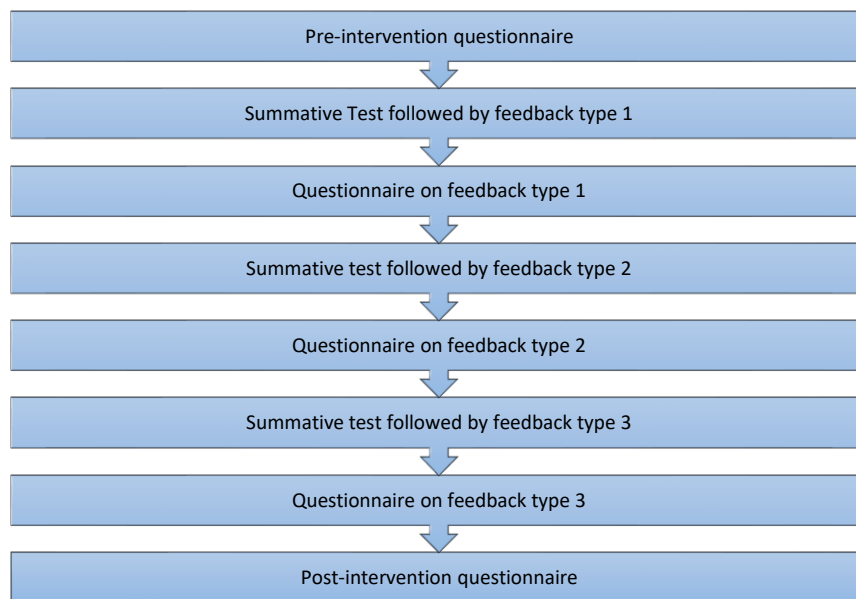 Pre-intervention questionnaire
Summative Test followed by feedback type 1
Questionnaire on feedback type 1
Summative test followed by feedback type 2
Questionnaire on feedback type 2
Summative test followed by feedback type 3
Questionnaire on feedback type 3
Post-intervention questionnaire